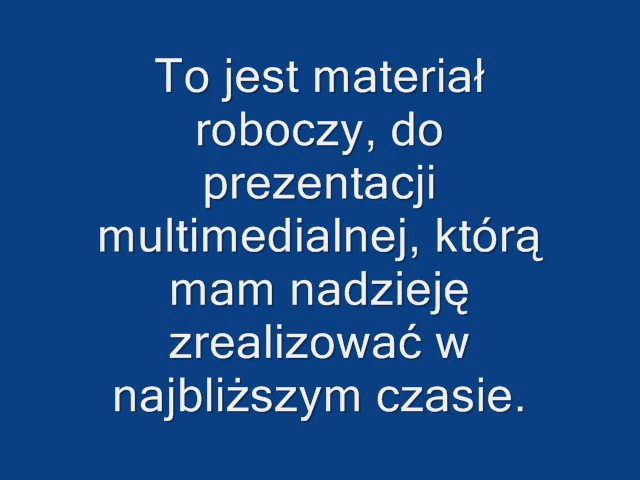 To jest materiał
roboczy, do
prezentacji
multimedialnej, którą
mam nadzieję
zrealizować w
najbliższym czasie.